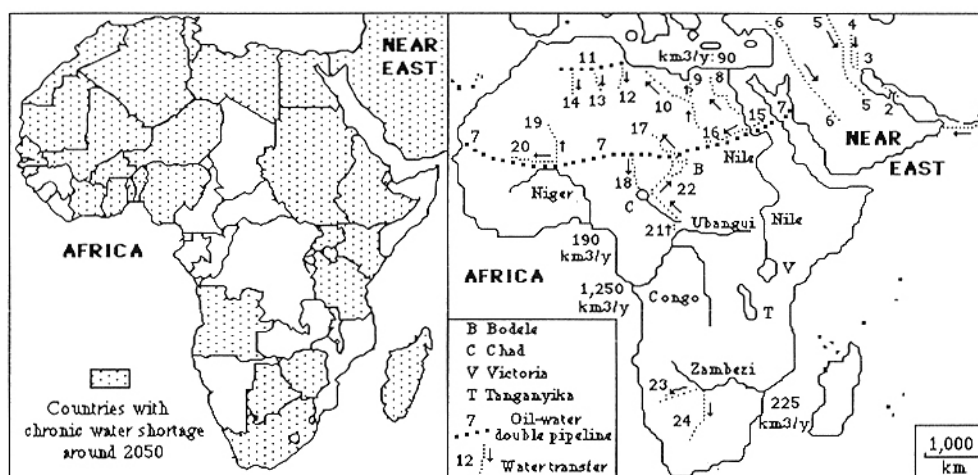 NEAR
EAST
AFRICA
Countries with
chronic water shortage
around 2050
km3/y: 90
6
5
4
3
2
5
6
11
14
13
12
10
9
8
7
15
16
17
19
20
7
7
18
B
22
C
21
Niger
Nile
Nile
Ubangui
NEAR
EAST
190
km3/y
AFRICA
1,250
km3/y
Congo
V
T
Zambezi
23
24
225
km3/y
B Bodele
C Chad
V Victoria
T Tanganyika
7 Oil-water
double pipeline
12 Water transfer
1,000
km